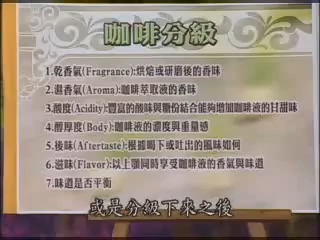 咖啡分級
1.乾香氣(Fragrance):烘焙或研磨後的香味
2.濕香氣(Aroma):咖啡萃取液的香味
3.酸度(Acidity):豐富的酸味與糖份結合能夠增加咖啡液的甘甜味
4.醇厚度(Body):咖啡液的濃度與重量感
5.後味(Aftertaste):根據喝下或吐出的風味如何
6.滋味(Flavor):以上顎同時享受咖啡液的香氣與味道
7.味道是否平衡
或是分級下來之後